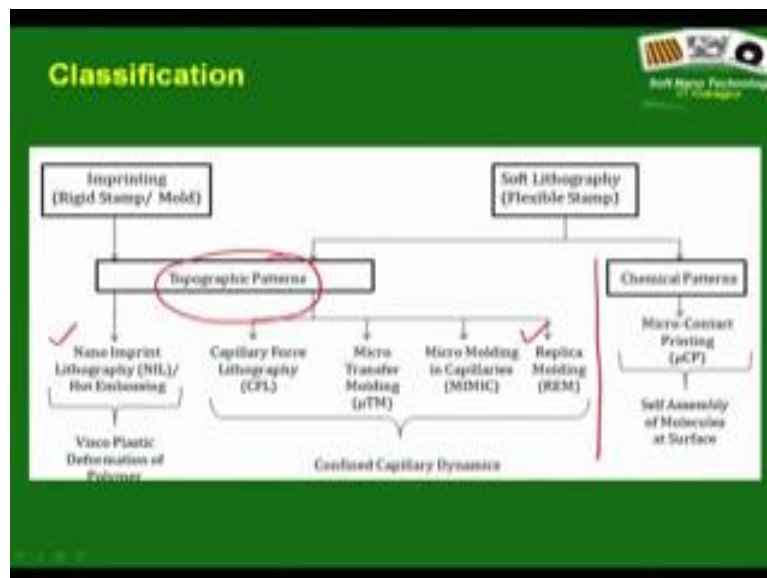 Classification
Soft Nano Technology
IIT Kharagpur
Imprinting
(Rigid Stamp/ Mold)
Soft Lithography
(Flexible Stamp)
Topographic Patterns
Chemical Patterns
Nano Imprint
Lithography (NIL)/
Hot Embossing
Capillary Force
Lithography
(CFL)
Micro
Transfer
Molding
(μTM)
Micro Molding
in Capillaries
(MIMIC)
Replica
Molding
(REM)
Micro-Contact
Printing
(μCP)
Visco Plastic
Deformation of
Polymer
Confined Capillary Dynamics
Self Assembly
of Molecules
at Surface